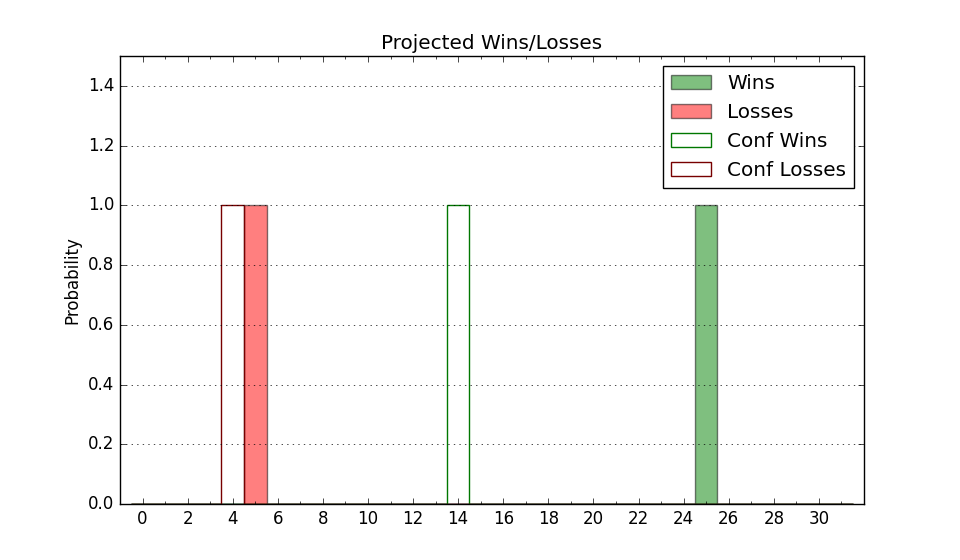 Projected Wins/Losses
Wins
Losses
Conf Wins
Conf Losses
Probability
1.4
1.2
1.0
0.8
0.6
0.4
0.2
0.0
0 2 4 6 8 10 12 14 16 18 20 22 24 26 28 30